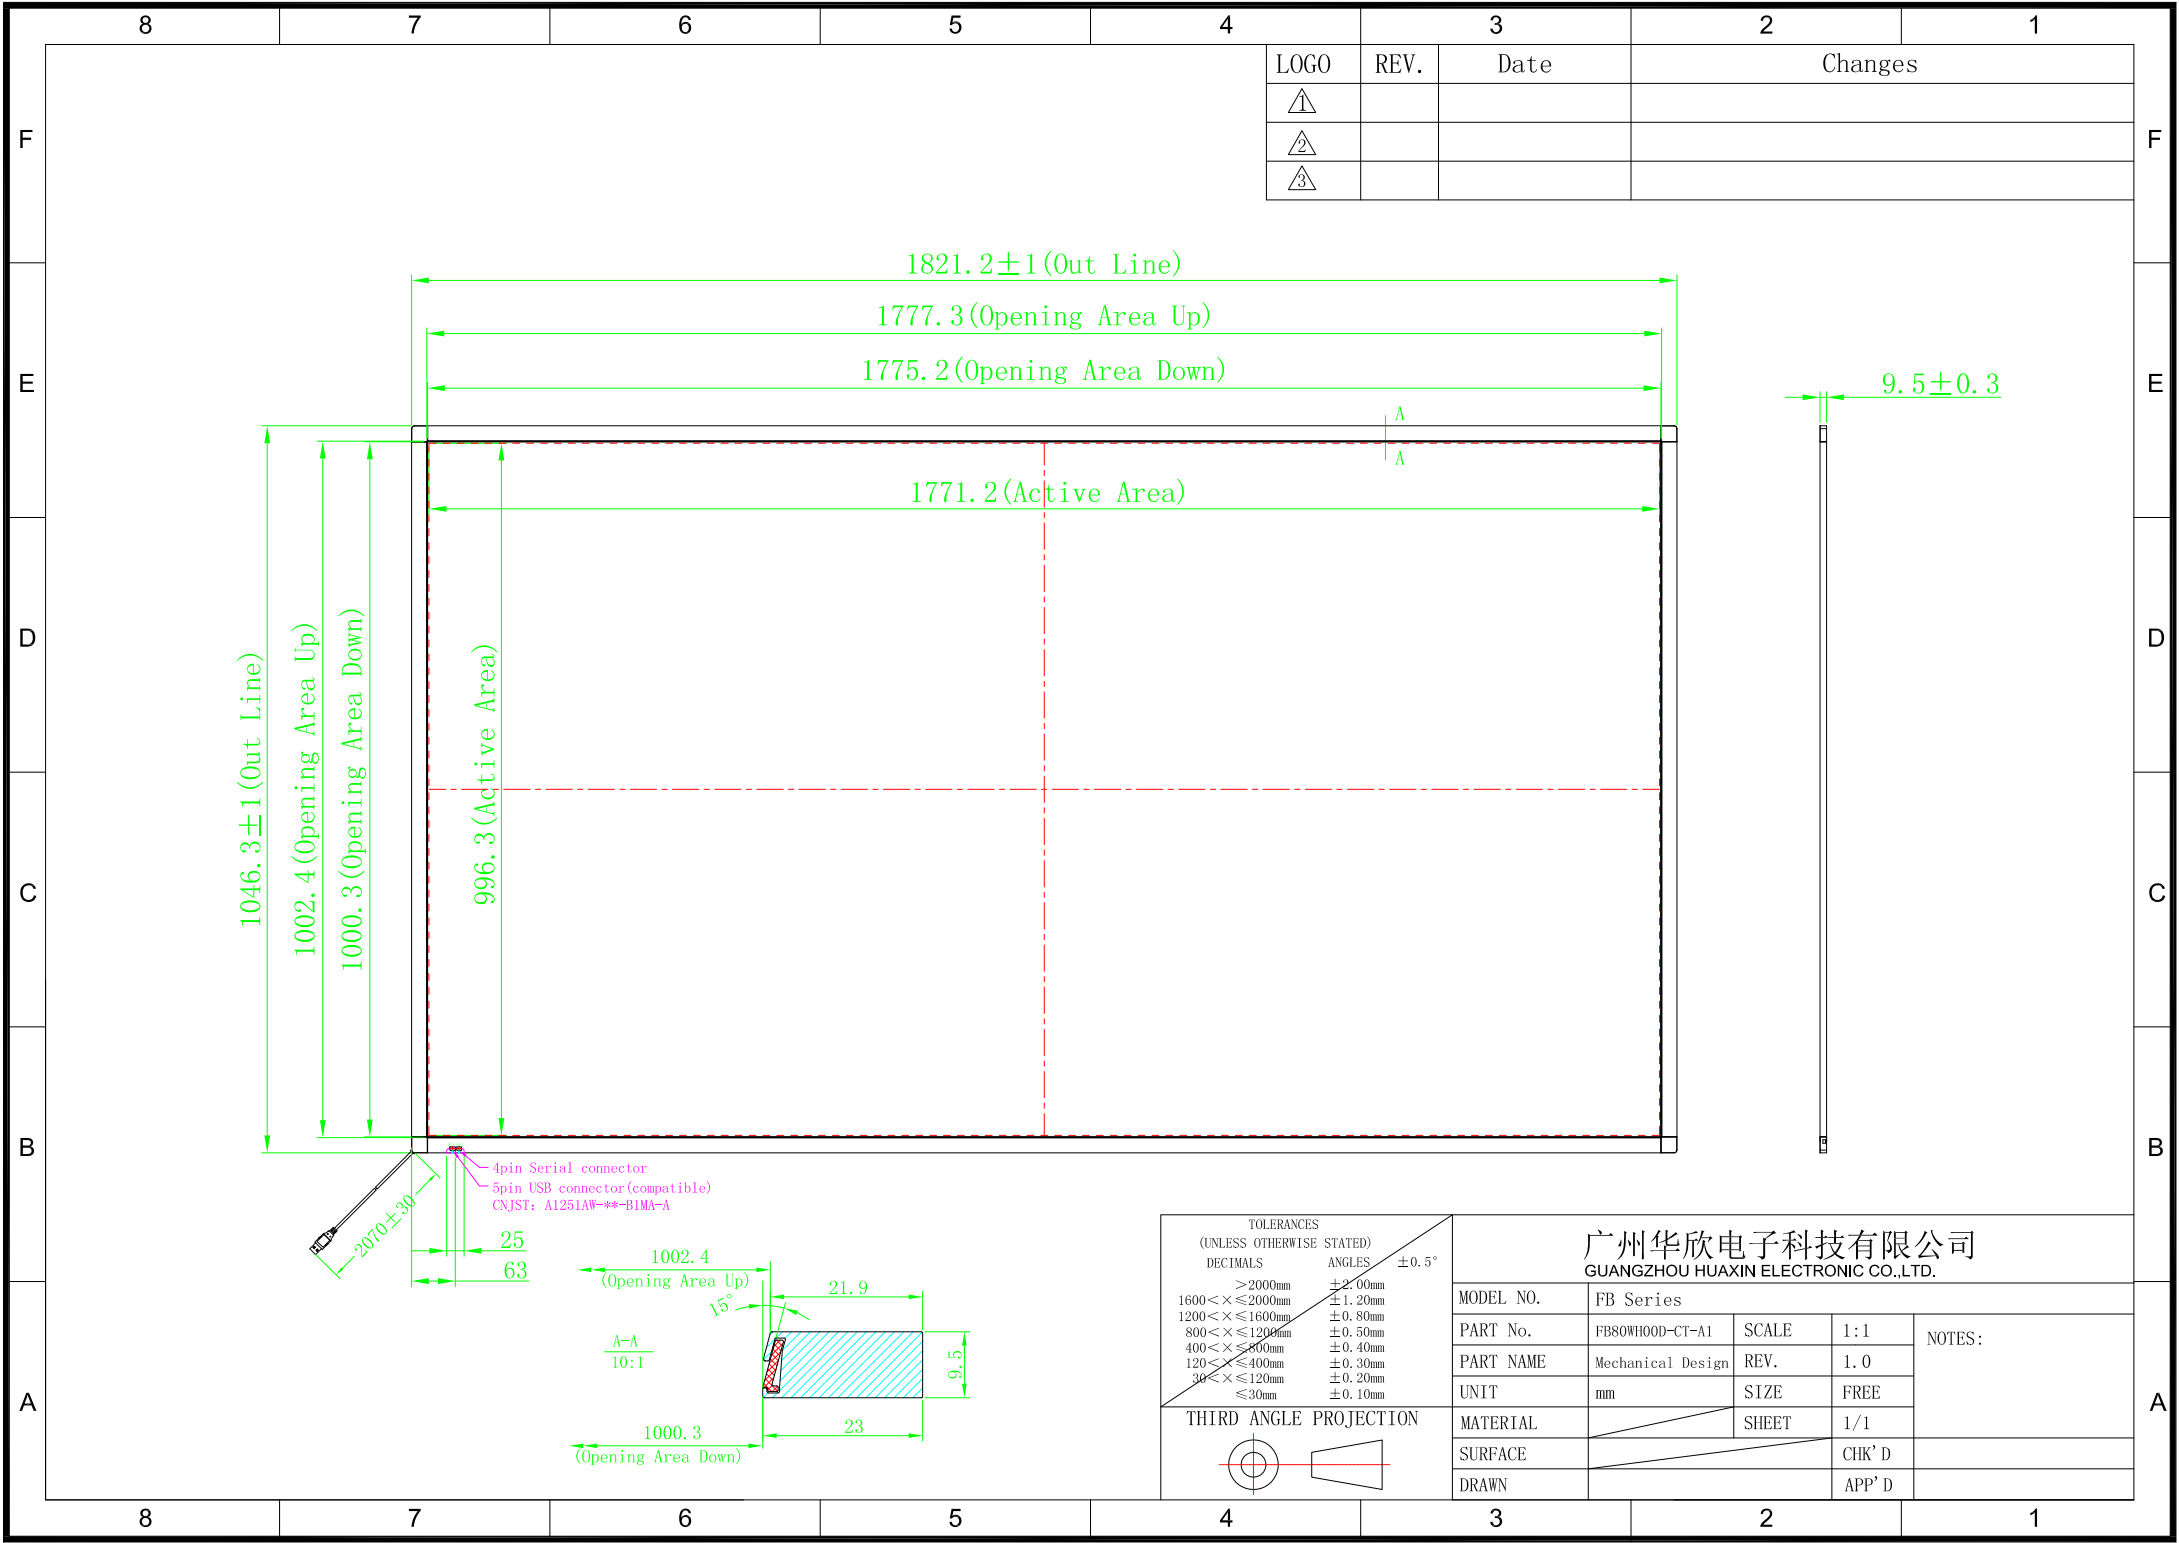 8 7 6 5 4 3 2 1
LOGO REV. Date Changes
1
2
3
F F
1821.2±1(Out Line)
1777.3(Opening Area Up)
1775.2(Opening Area Down)
E E
9.5±0.3
A
A
1771.2(Active Area)
D D
1046.3±1(Out Line)
1002.4(Opening Area Up)
1000.3(Opening Area Down)
996.3(Active Area)
C C
B B
4pin Serial connector
5pin USB connector(compatible)
CNJST: A1251AW-**-B1MA-A
2070±30
25
63
1002.4
(Opening Area Up)
21.9
15°
A-A
10:1
9.5
1000.3
(Opening Area Down)
23
TOLERANCES
(UNLESS OTHERWISE STATED)
DECIMALS ANGLES ±0.5°
>2000mm ±2.00mm
1600<×≤2000mm ±1.20mm
1200<×≤1600mm ±0.80mm
800<×≤1200mm ±0.50mm
400<×≤800mm ±0.40mm
120<×≤400mm ±0.30mm
30<×≤120mm ±0.20mm
≤30mm ±0.10mm
THIRD ANGLE PROJECTION
广州华欣电子科技有限公司
GUANGZHOU HUAXIN ELECTRONIC CO.,LTD.
MODEL NO. FB Series
PART No. FB80WH00D-CT-A1 SCALE 1:1 NOTES:
PART NAME Mechanical Design REV. 1.0
UNIT mm SIZE FREE
MATERIAL SHEET 1/1
SURFACE CHK'D
DRAWN APP'D
A A
8 7 6 5 4 3 2 1